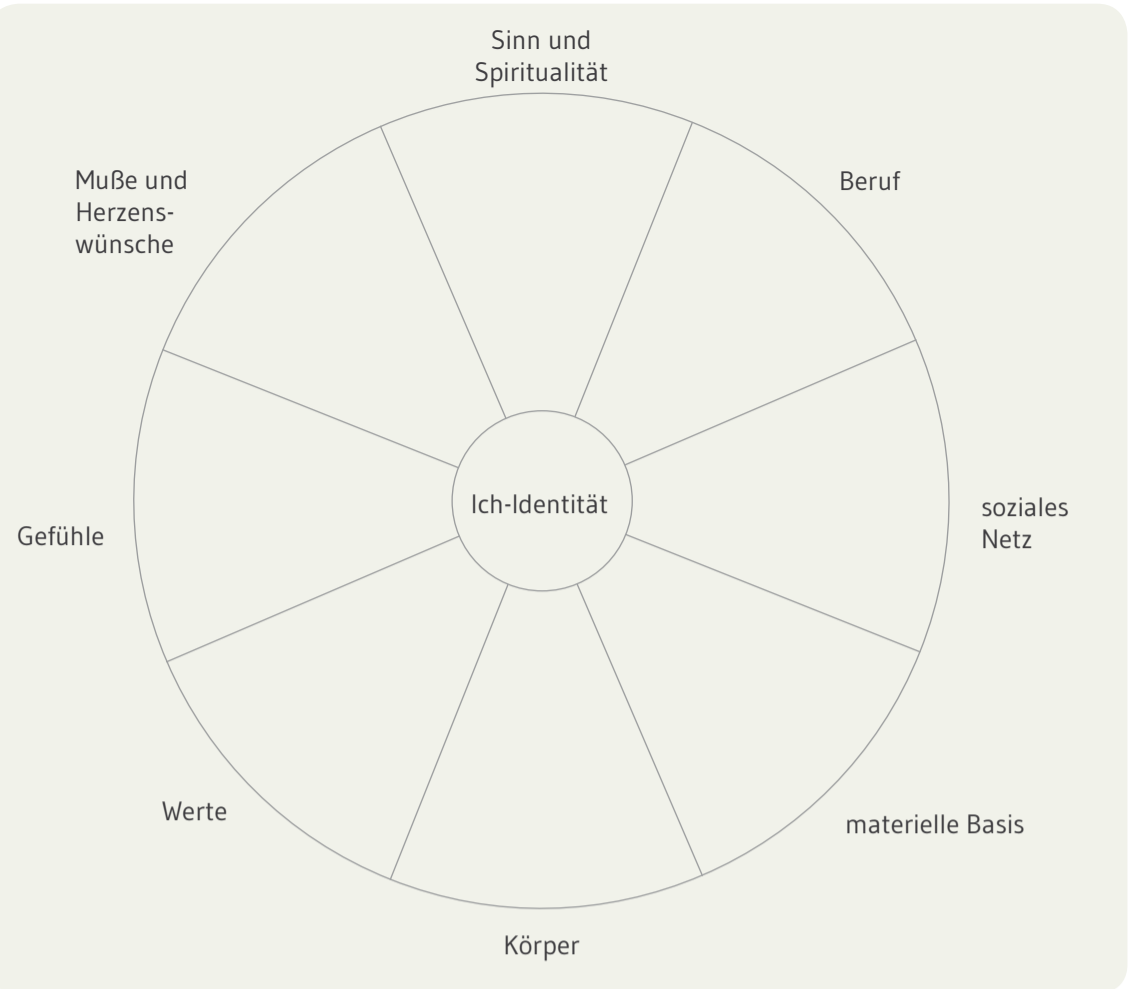 Sinn und
Spiritualität
Beruf
soziales
Netz
materielle Basis
Körper
Werte
Gefühle
Muße und
Herzens-
wünsche
Ich-Identität